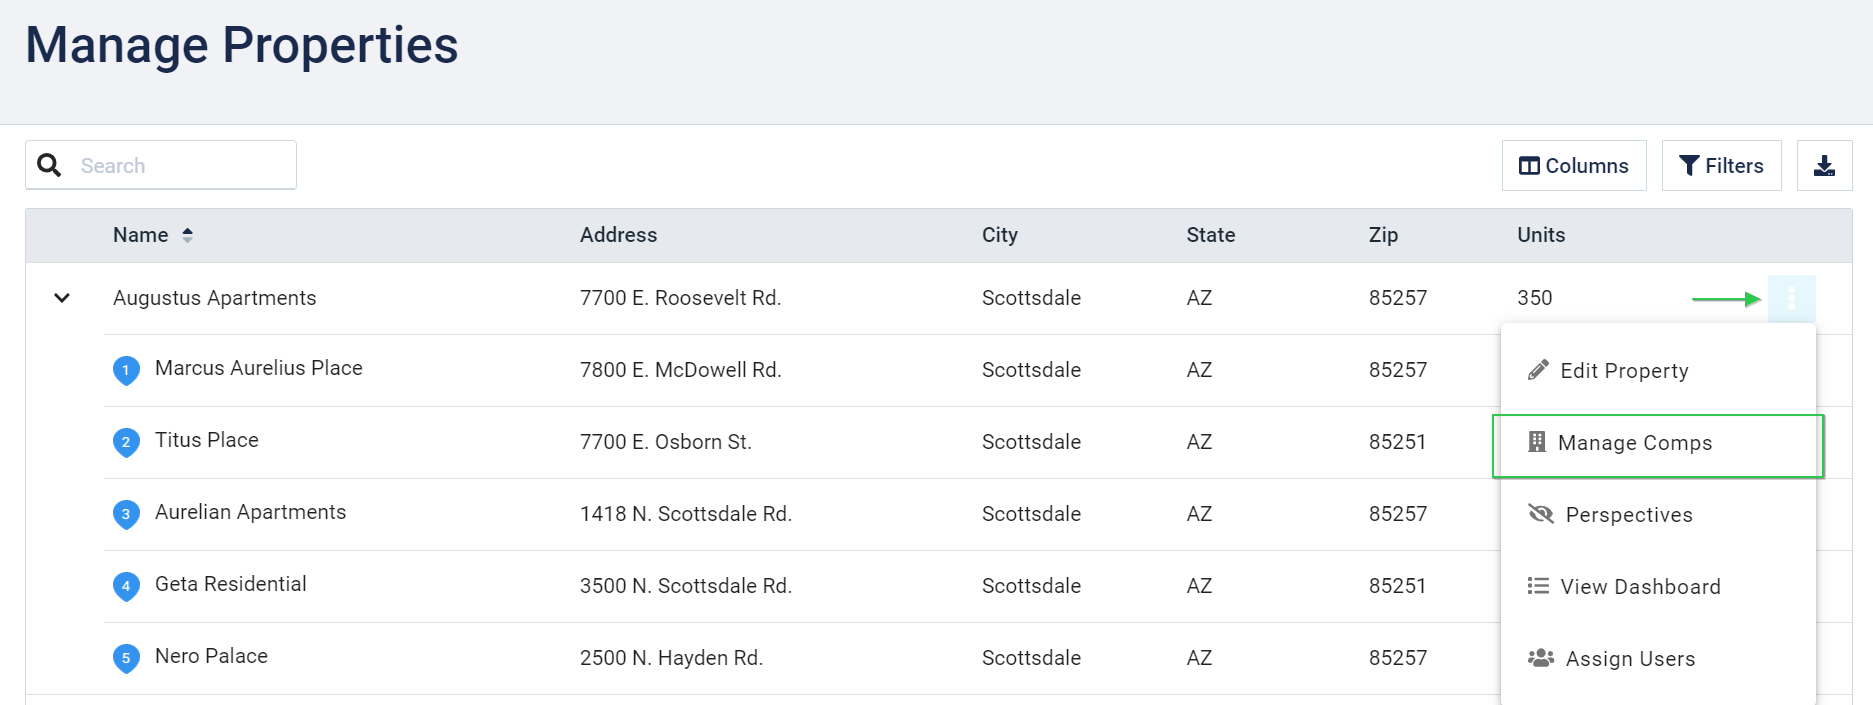 Manage Properties
Search
Columns Filters
Name Address City State Zip Units
Augustus Apartments 7700 E. Roosevelt Rd. Scottsdale AZ 85257 350
1 Marcus Aurelius Place 7800 E. McDowell Rd. Scottsdale AZ 85257
Edit Property
2 Titus Place 7700 E. Osborn St. Scottsdale AZ 85251
Manage Comps
3 Aurelian Apartments 1418 N. Scottsdale Rd. Scottsdale AZ 85257
Perspectives
4 Geta Residential 3500 N. Scottsdale Rd. Scottsdale AZ 85251
View Dashboard
5 Nero Palace 2500 N. Hayden Rd. Scottsdale AZ 85257
Assign Users